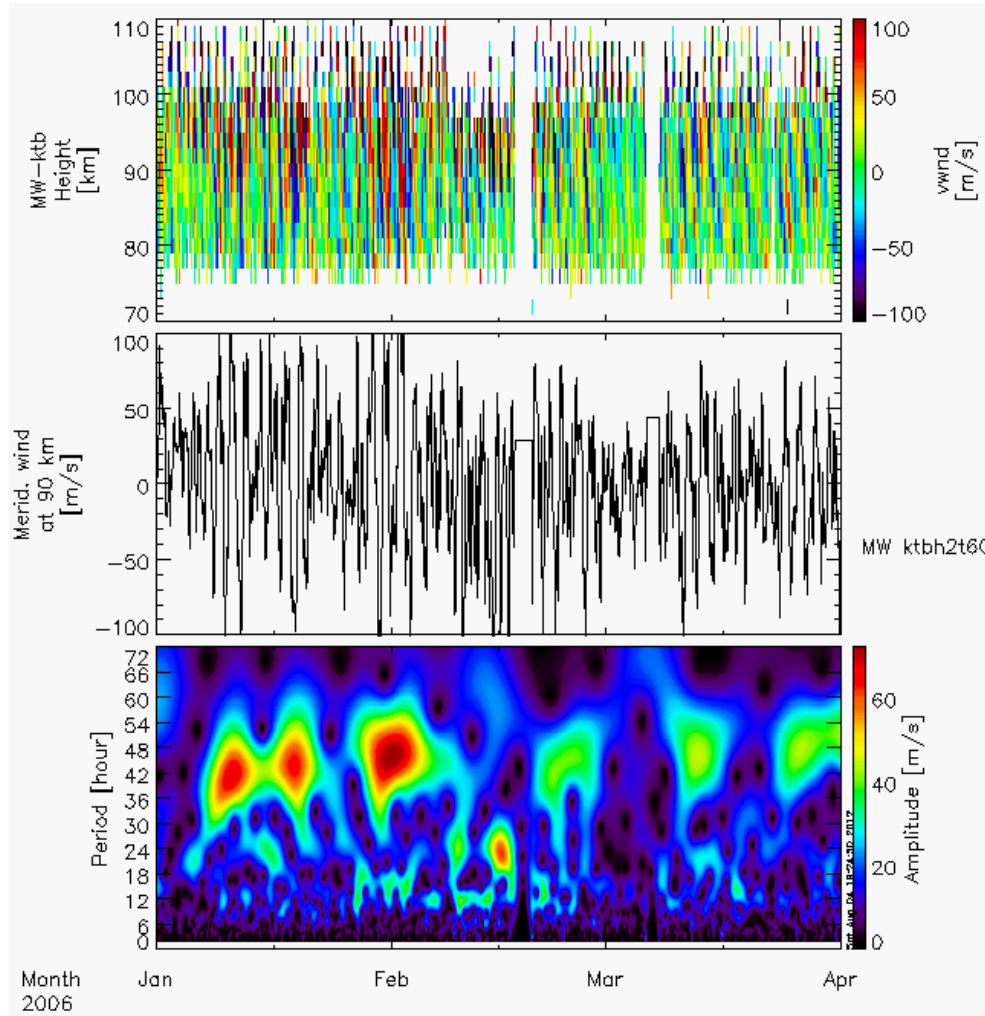 110
100
90
80
70
MW-ktb
Height
[km]
100
50
0
-50
-100
vwnd
[m/s]
100
50
0
-50
-100
Merid. wind
at 90 km
[m/s]
MW ktbh2t60
72
66
60
54
48
42
36
30
24
18
12
6
0
Period [hour]
60
40
20
0
Amplitude [m/s]
Month
2006
Jan
Feb
Mar
Apr